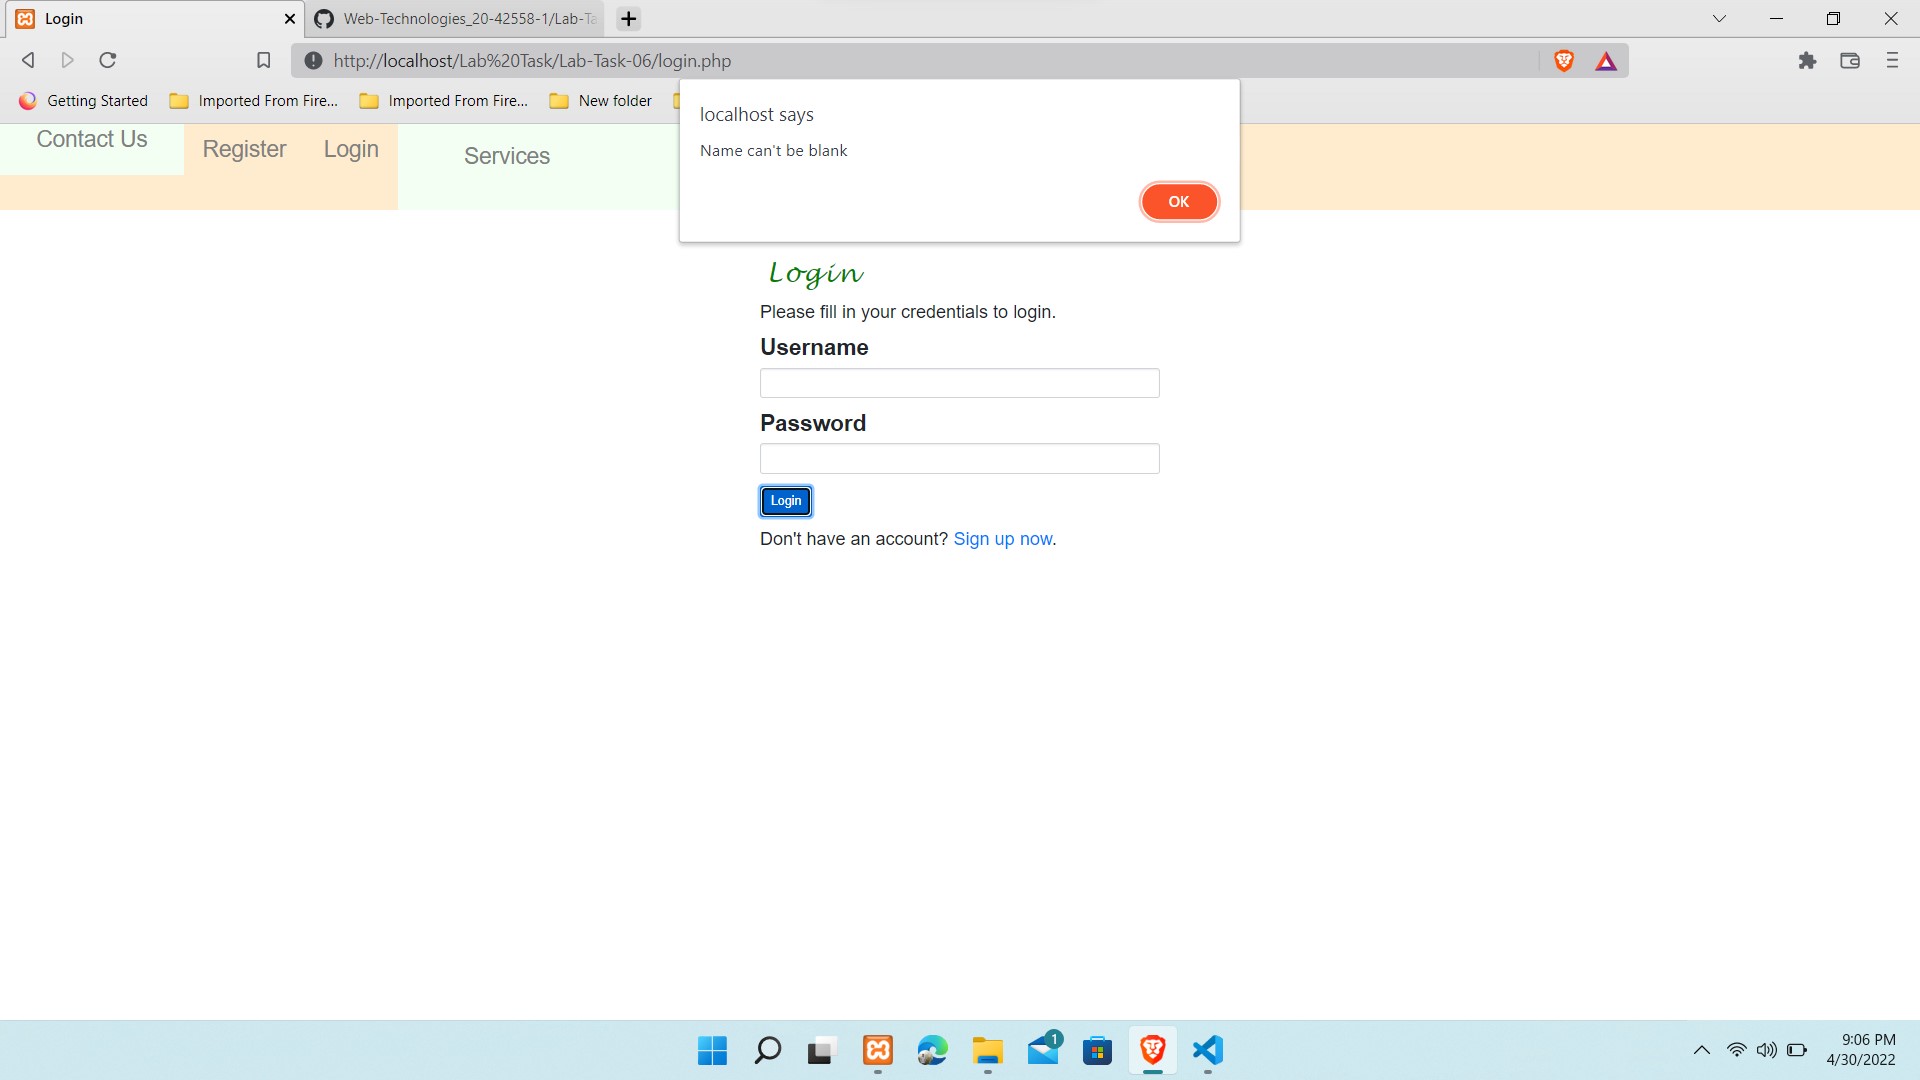 Login
Web-Technologies_20-42558-1/Lab-Ta
http://localhost/Lab%20Task/Lab-Task-06/login.php
Getting Started
Imported From Fire...
Imported From Fire...
New folder
localhost says
Name can't be blank
OK
Contact Us
Register
Login
Services
Login
Please fill in your credentials to login.
Username
Password
Login
Don't have an account? Sign up now.
1
9:06 PM
4/30/2022